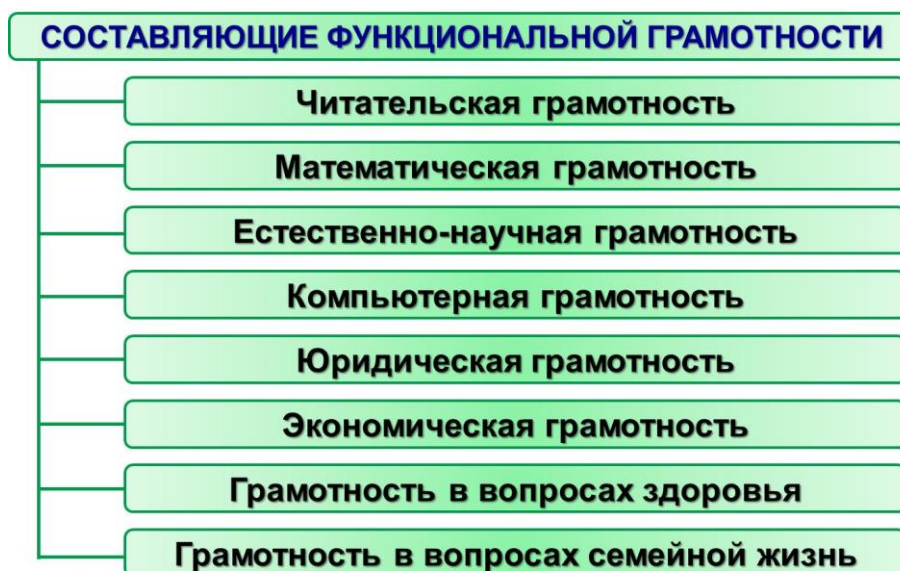 СОСТАВЛЯЮЩИЕ ФУНКЦИОНАЛЬНОЙ ГРАМОТНОСТИ
Читательская грамотность
Математическая грамотность
Естественно-научная грамотность
Компьютерная грамотность
Юридическая грамотность
Экономическая грамотность
Грамотность в вопросах здоровья
Грамотность в вопросах семейной жизнь